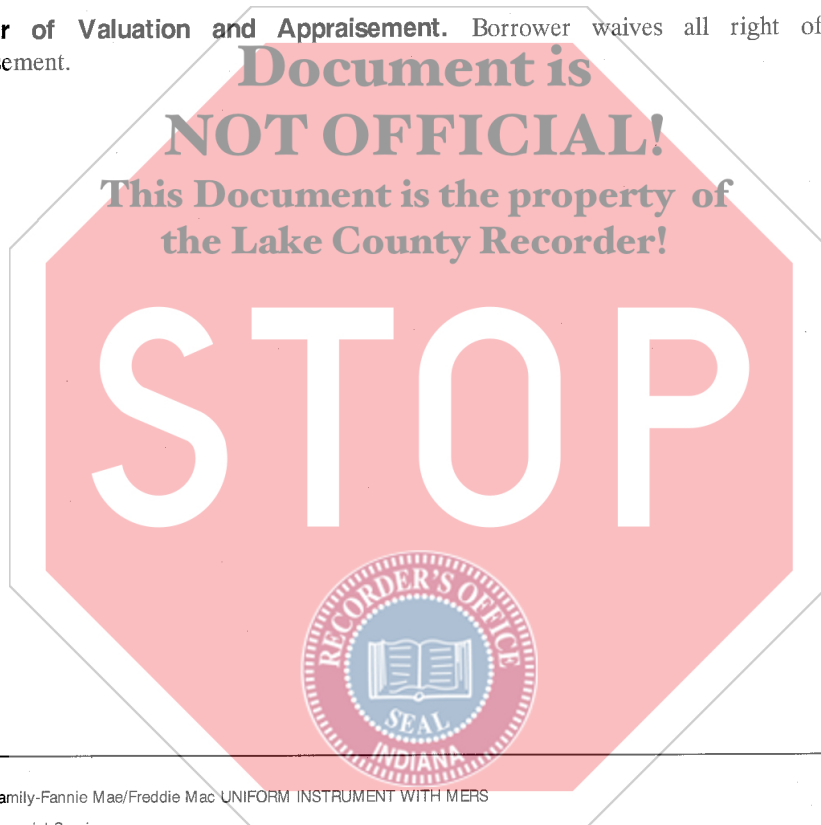 r of Valuation and Appraisement. Borrower waives all right of
ement.
Document is
NOT OFFICIAL!
This Document is the property of
the Lake County Recorder!
STOP
RECORDER'S OFFICE
SEAL
INDIANA
amily-Fannie Mae/Freddie Mac UNIFORM INSTRUMENT WITH MERS